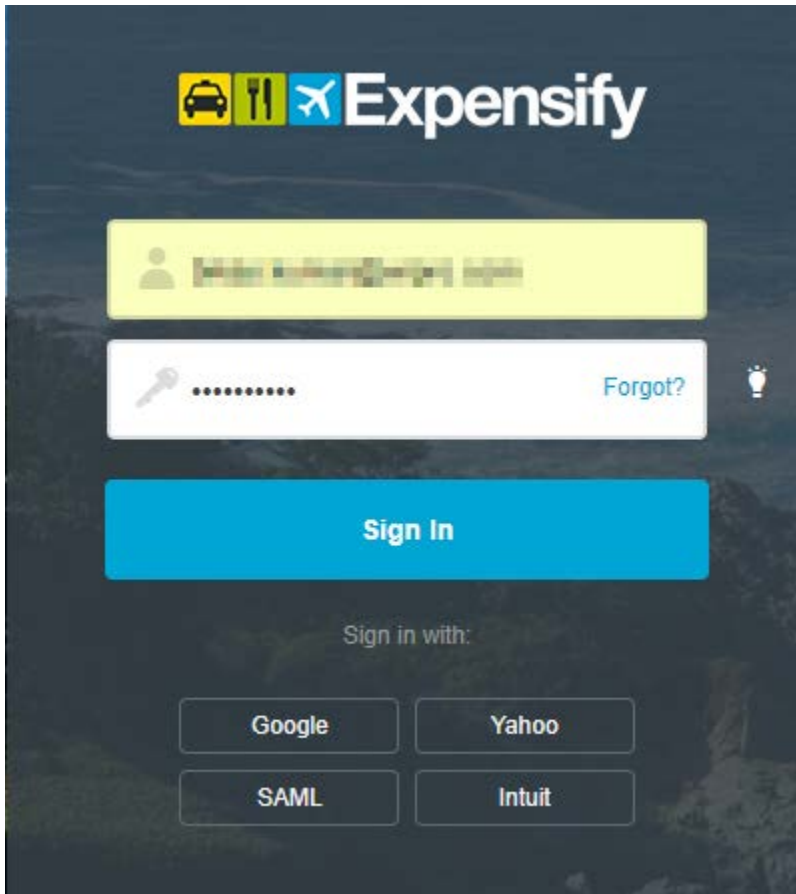 Expensify
••••••••••
Forgot?
Sign In
Sign in with:
Google
Yahoo
SAML
Intuit